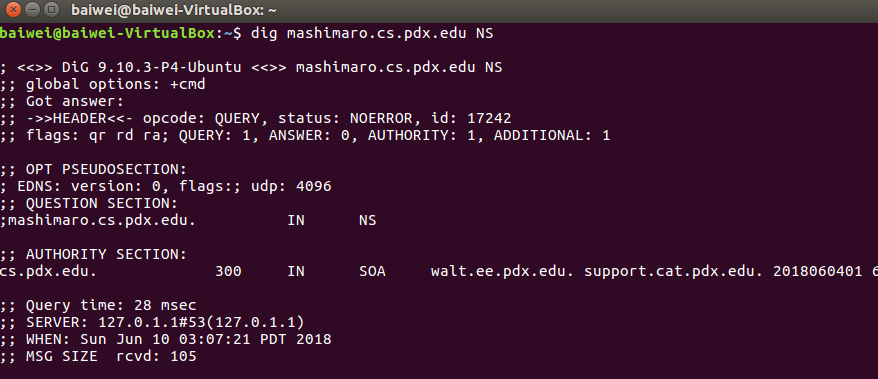 baiwei@baiwei-VirtualBox: ~
baiwei@baiwei-VirtualBox:~$ dig mashimaro.cs.pdx.edu NS
; <<>> DiG 9.10.3-P4-Ubuntu <<>> mashimaro.cs.pdx.edu NS
;; global options: +cmd
;; Got answer:
;; ->>HEADER<<- opcode: QUERY, status: NOERROR, id: 17242
;; flags: qr rd ra; QUERY: 1, ANSWER: 0, AUTHORITY: 1, ADDITIONAL: 1
;; OPT PSEUDOSECTION:
; EDNS: version: 0, flags:; udp: 4096
;; QUESTION SECTION:
;mashimaro.cs.pdx.edu. IN NS
;; AUTHORITY SECTION:
cs.pdx.edu. 300 IN SOA walt.ee.pdx.edu. support.cat.pdx.edu. 2018060401 6
;; Query time: 28 msec
;; SERVER: 127.0.1.1#53(127.0.1.1)
;; WHEN: Sun Jun 10 03:07:21 PDT 2018
;; MSG SIZE rcvd: 105